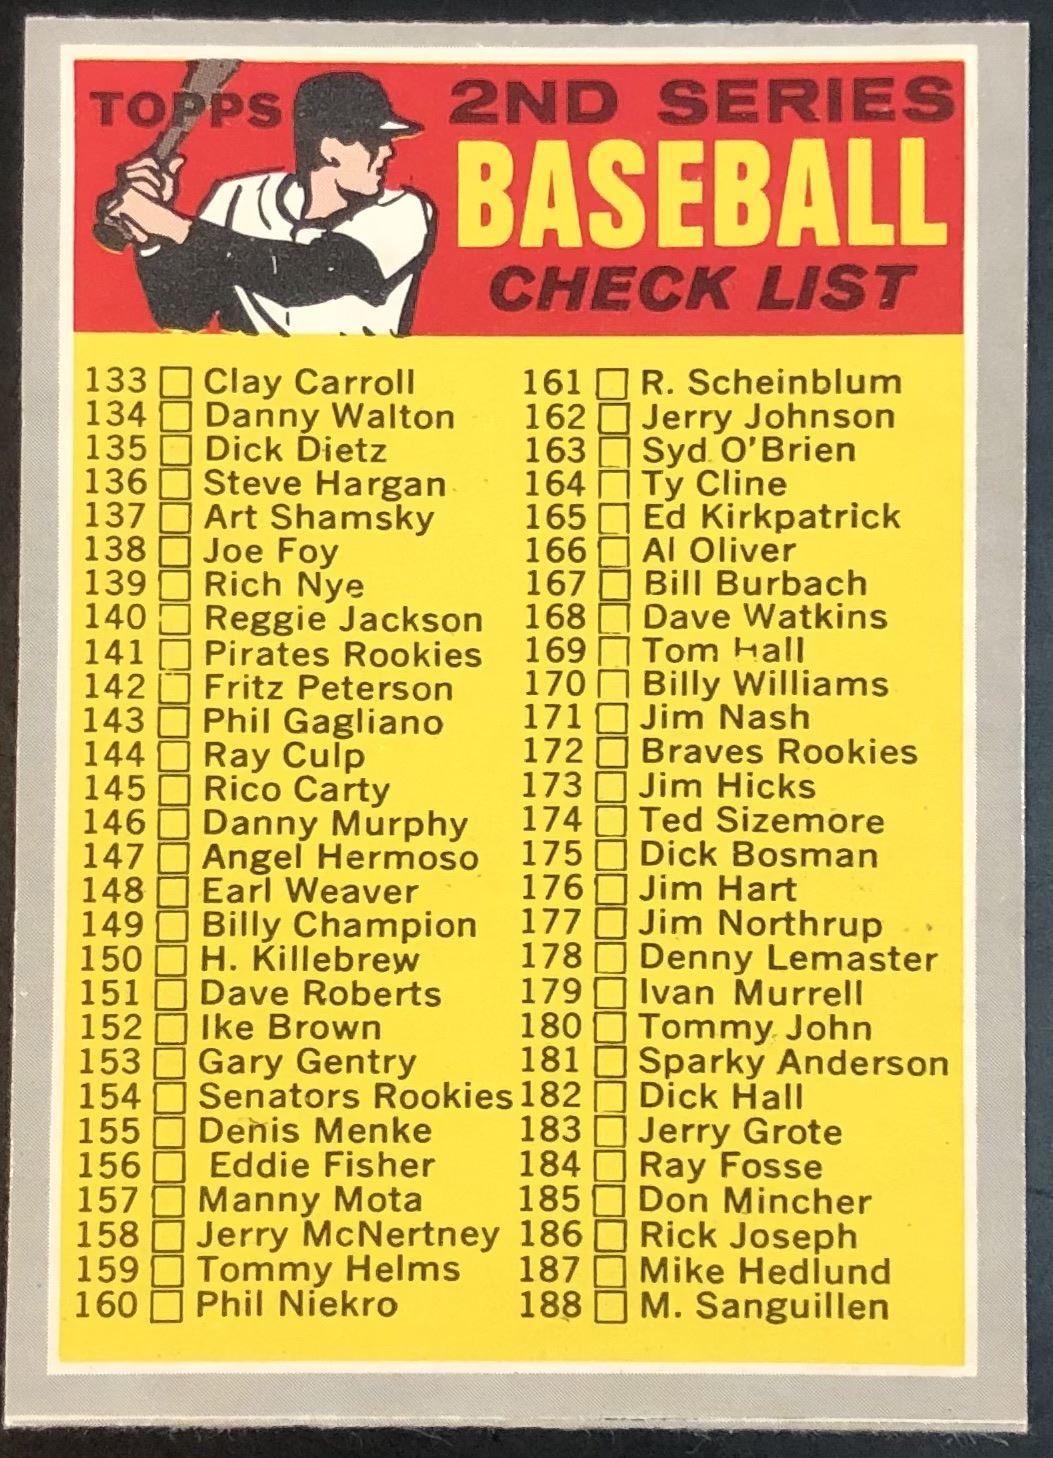 TOPPS
2ND SERIES
BASEBALL
CHECK LIST
133 Clay Carroll
134 Danny Walton
135 Dick Dietz
136 Steve Hargan
137 Art Shamsky
138 Joe Foy
139 Rich Nye
140 Reggie Jackson
141 Pirates Rookies
142 Fritz Peterson
143 Phil Gagliano
144 Ray Culp
145 Rico Carty
146 Danny Murphy
147 Angel Hermoso
148 Earl Weaver
149 Billy Champion
150 H. Killebrew
151 Dave Roberts
152 Ike Brown
153 Gary Gentry
154 Senators Rookies
155 Denis Menke
156 Eddie Fisher
157 Manny Mota
158 Jerry McNertney
159 Tommy Helms
160 Phil Niekro
161 R. Scheinblum
162 Jerry Johnson
163 Syd O'Brien
164 Ty Cline
165 Ed Kirkpatrick
166 Al Oliver
167 Bill Burbach
168 Dave Watkins
169 Tom Hall
170 Billy Williams
171 Jim Nash
172 Braves Rookies
173 Jim Hicks
174 Ted Sizemore
175 Dick Bosman
176 Jim Hart
177 Jim Northrup
178 Denny Lemaster
179 Ivan Murrell
180 Tommy John
181 Sparky Anderson
182 Dick Hall
183 Jerry Grote
184 Ray Fosse
185 Don Mincher
186 Rick Joseph
187 Mike Hedlund
188 M. Sanguillen